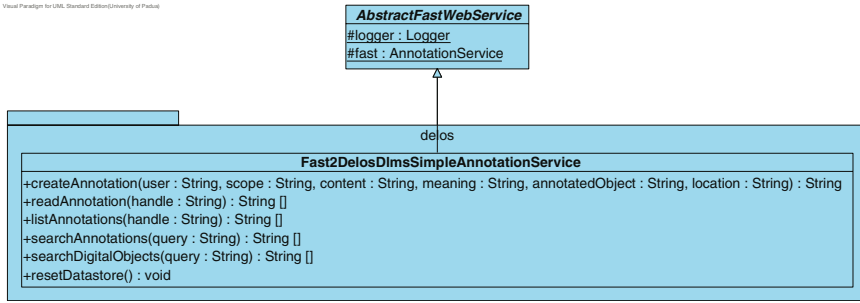 Visual Paradigm for UML Standard Edition(University of Padua)
AbstractFastWebService
#logger : Logger
#fast : AnnotationService
delos
Fast2DelosDlmsSimpleAnnotationService
+createAnnotation(user : String, scope : String, content : String, meaning : String, annotatedObject : String, location : String) : String
+readAnnotation(handle : String) : String []
+listAnnotations(handle : String) : String []
+searchAnnotations(query : String) : String []
+searchDigitalObjects(query : String) : String []
+resetDatastore() : void